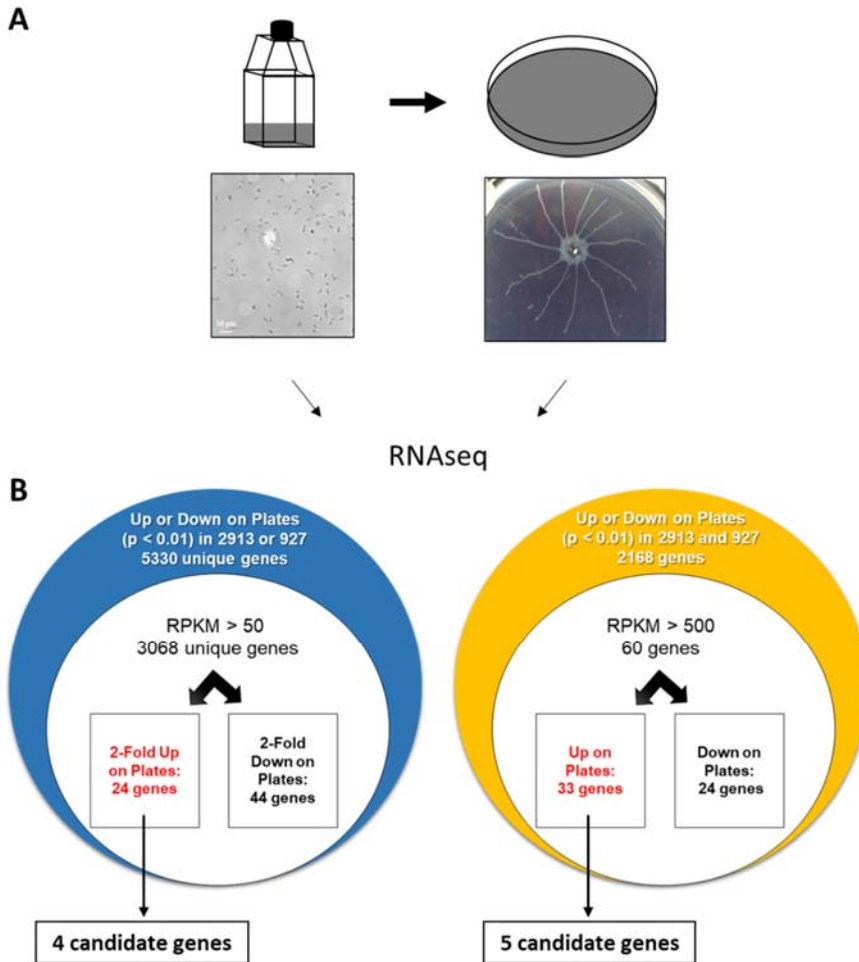 A
10 µm
RNAseq
B
Up or Down on Plates
(p < 0.01) in 2913 or 927
5330 unique genes
RPKM > 50
3068 unique genes
2-Fold Up
on Plates:
24 genes
2-Fold
Down on
Plates:
44 genes
4 candidate genes
Up or Down on Plates
(p < 0.01) in 2913 and 927
2168 genes
RPKM > 500
60 genes
Up on
Plates:
33 genes
Down on
Plates:
24 genes
5 candidate genes